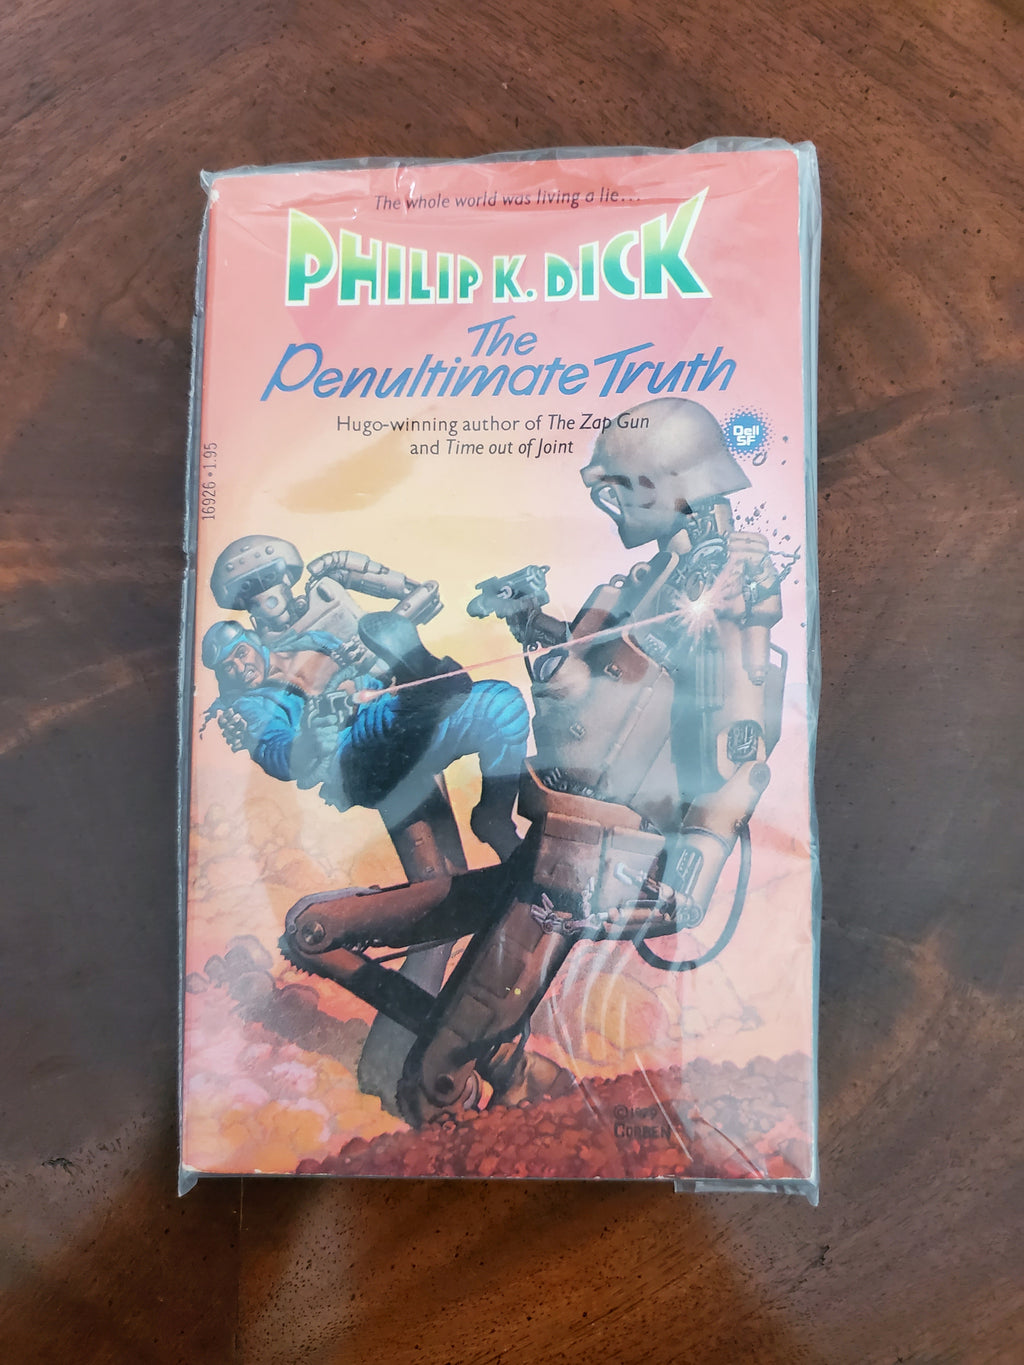 The whole world was living a lie...
PHILIP K. DICK
The
Penultimate Truth
Hugo-winning author of The Zap Gun
and Time out of Joint
Dell
SF
16926 • 1.95
©1979
CORBEN